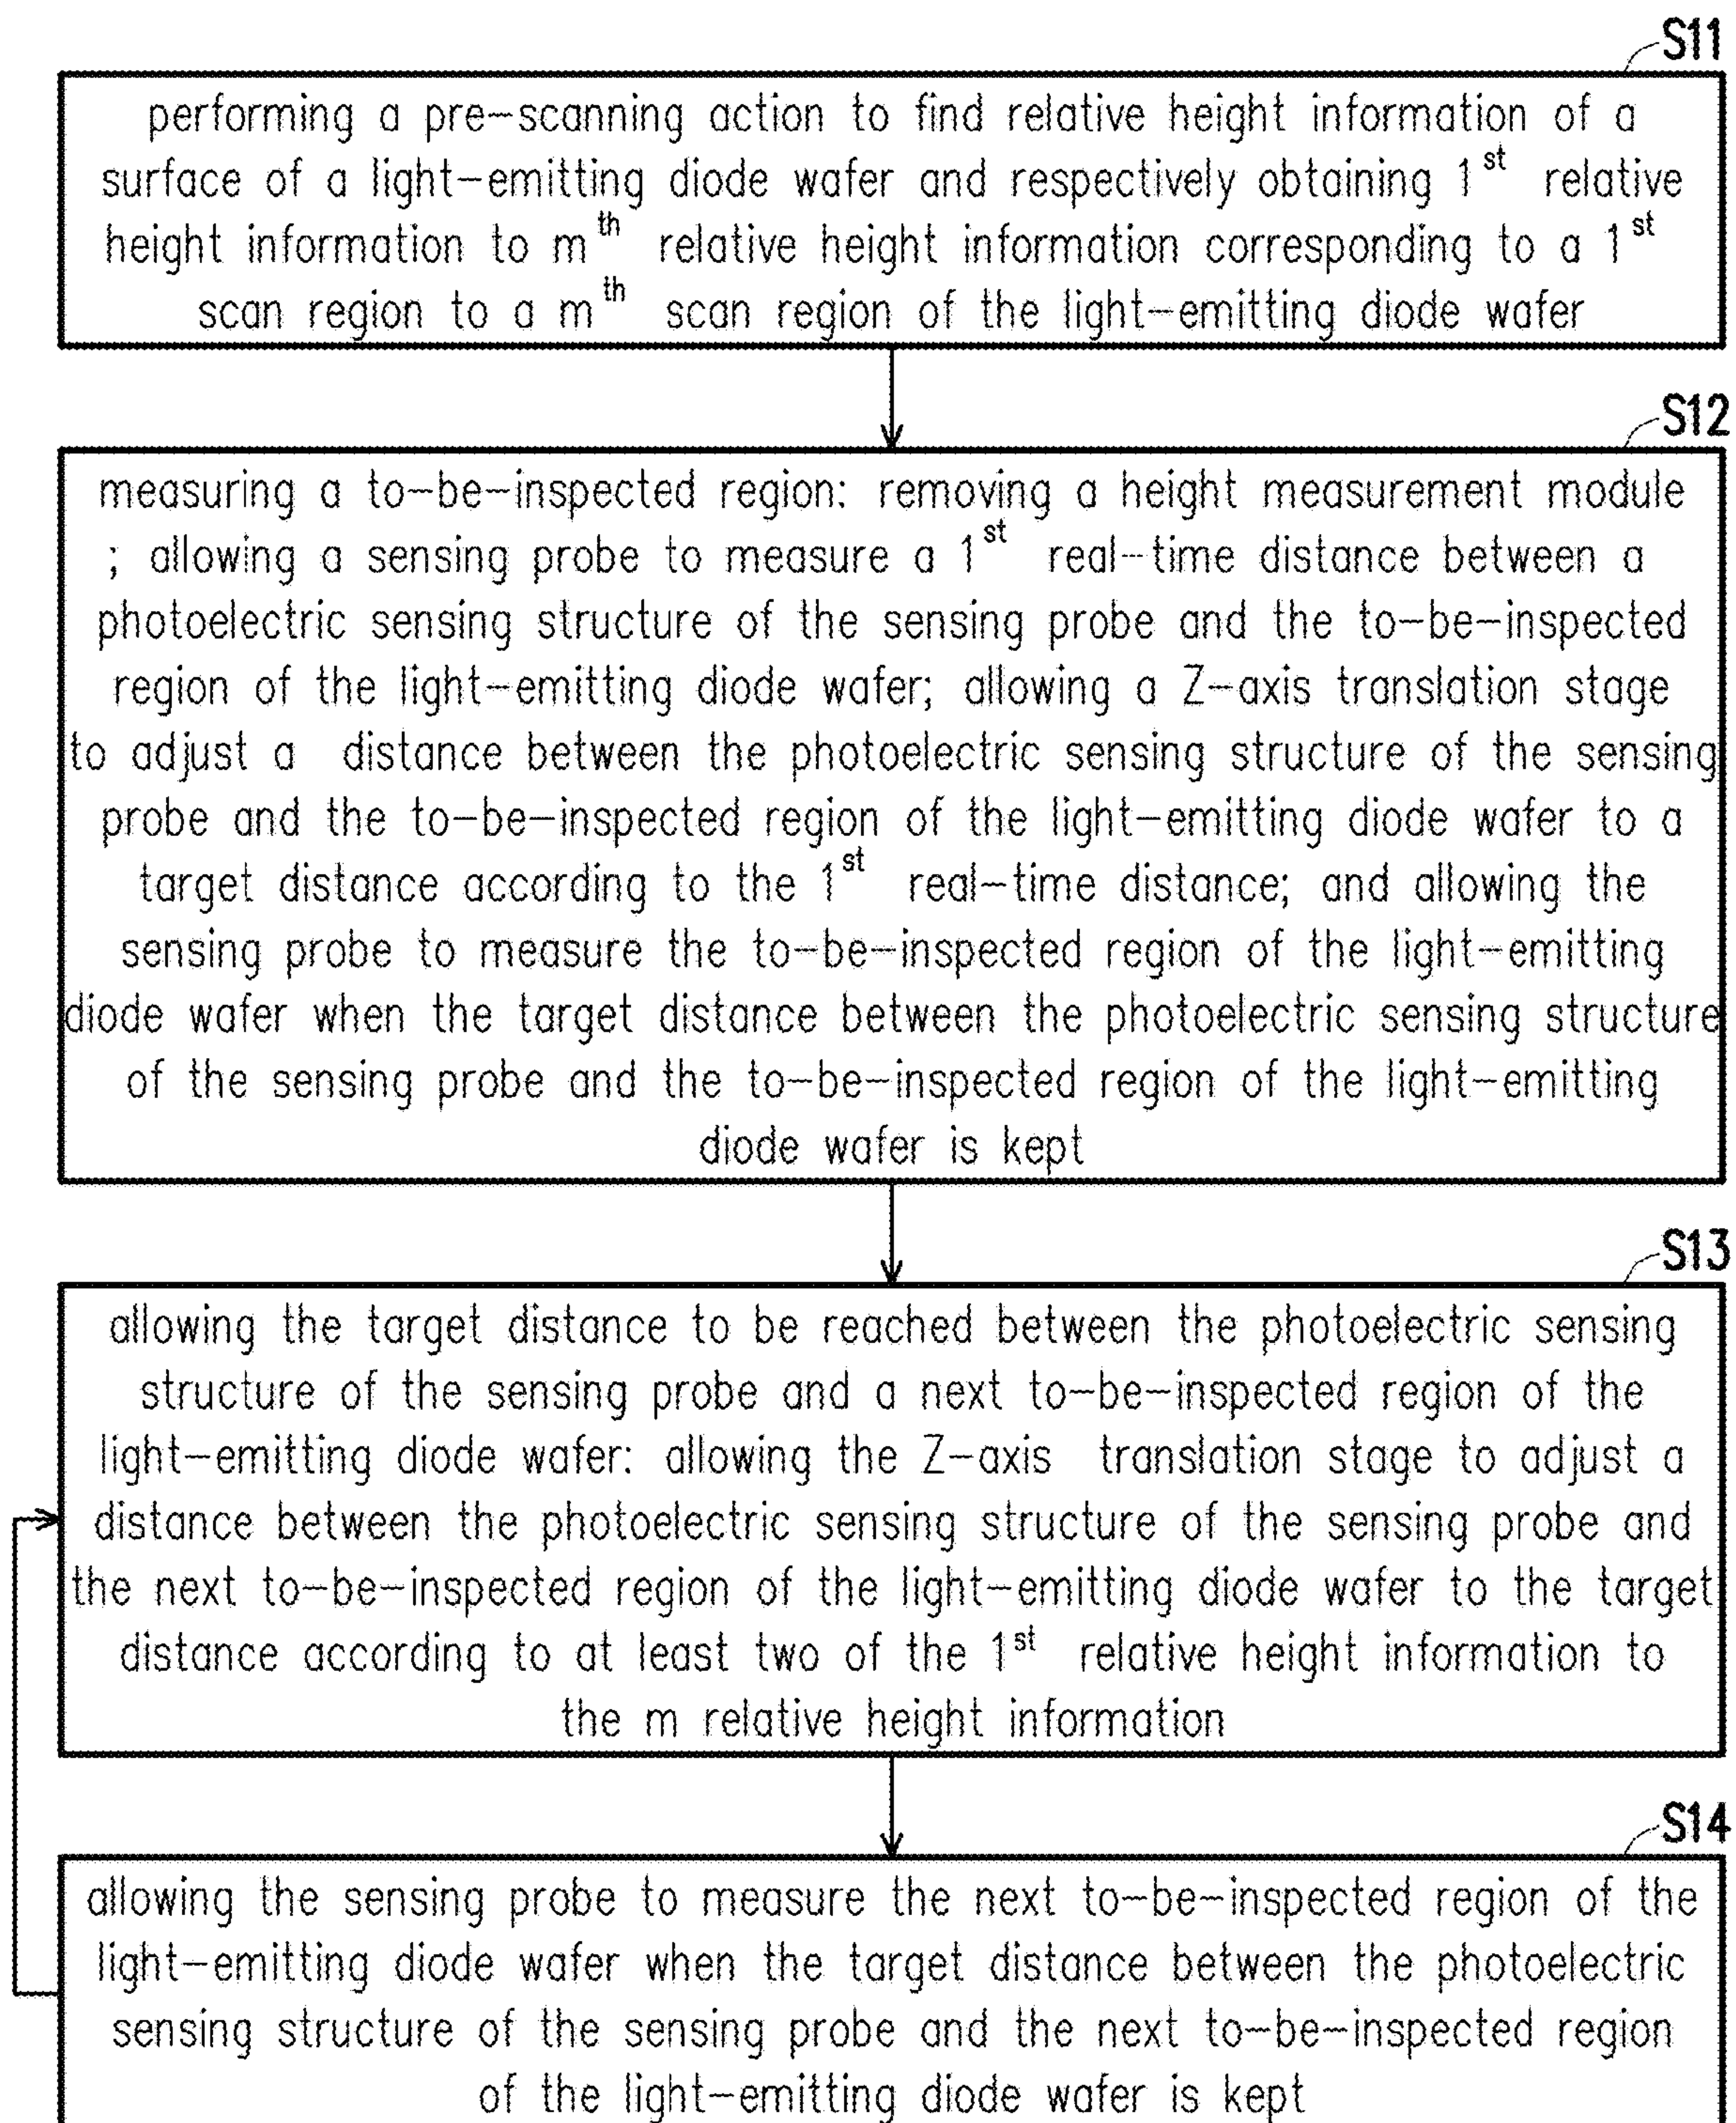 S11
performing a pre-scanning action to find relative height information of a
surface of a light-emitting diode wafer and respectively obtaining 1st relative
height information to mth relative height information corresponding to a 1st
scan region to a mth scan region of the light-emitting diode wafer
S12
measuring a to-be-inspected region: removing a height measurement module
; allowing a sensing probe to measure a 1st real-time distance between a
photoelectric sensing structure of the sensing probe and the to-be-inspected
region of the light-emitting diode wafer; allowing a Z-axis translation stage
to adjust a distance between the photoelectric sensing structure of the sensing
probe and the to-be-inspected region of the light-emitting diode wafer to a
target distance according to the 1st real-time distance; and allowing the
sensing probe to measure the to-be-inspected region of the light-emitting
diode wafer when the target distance between the photoelectric sensing structure
of the sensing probe and the to-be-inspected region of the light-emitting
diode wafer is kept
S13
allowing the target distance to be reached between the photoelectric sensing
structure of the sensing probe and a next to-be-inspected region of the
light-emitting diode wafer: allowing the Z-axis translation stage to adjust a
distance between the photoelectric sensing structure of the sensing probe and
the next to-be-inspected region of the light-emitting diode wafer to the target
distance according to at least two of the 1st relative height information to
the m relative height information
S14
allowing the sensing probe to measure the next to-be-inspected region of the
light-emitting diode wafer when the target distance between the photoelectric
sensing structure of the sensing probe and the next to-be-inspected region
of the light-emitting diode wafer is kept